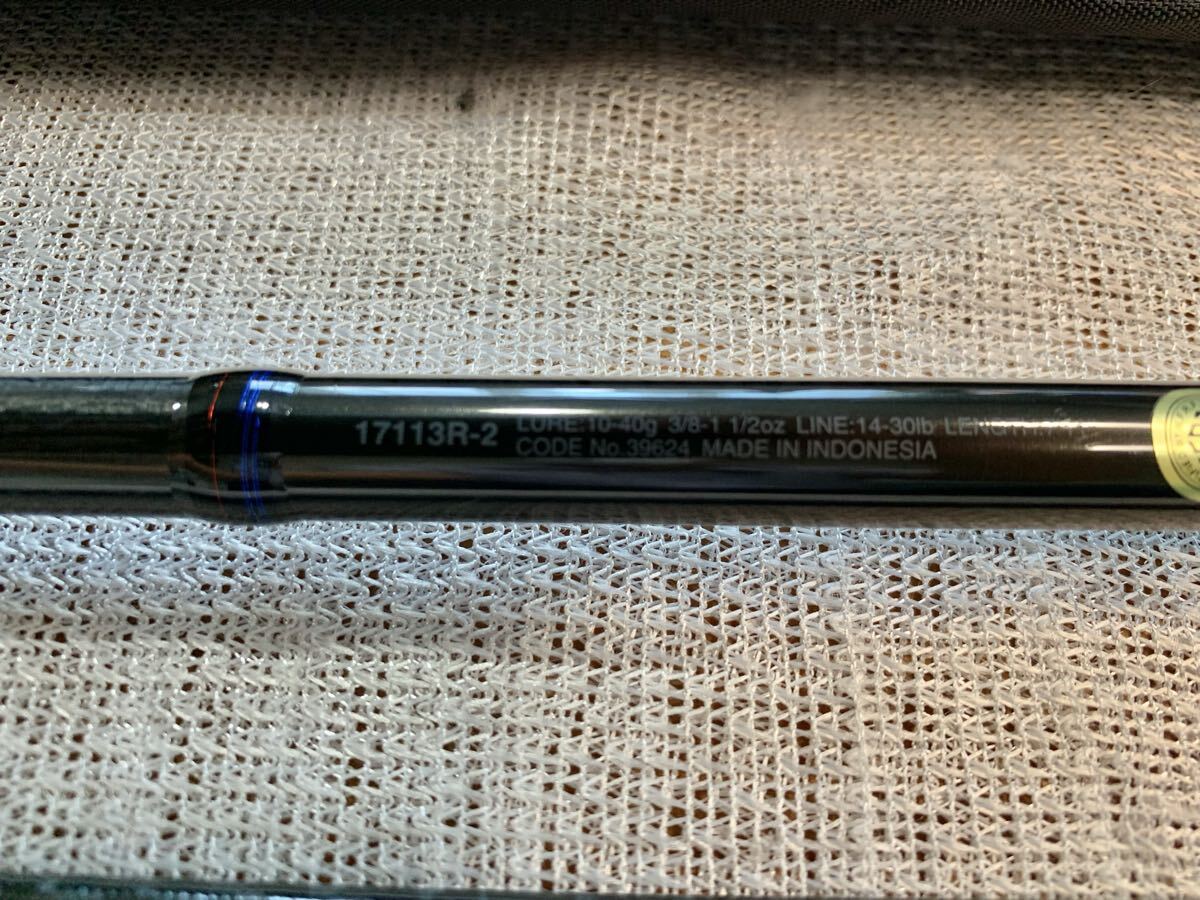 17113R-2
LURE:10-40g 3/8-1 1/2oz LINE:14-30lb
CODE No.39624 MADE IN INDONESIA